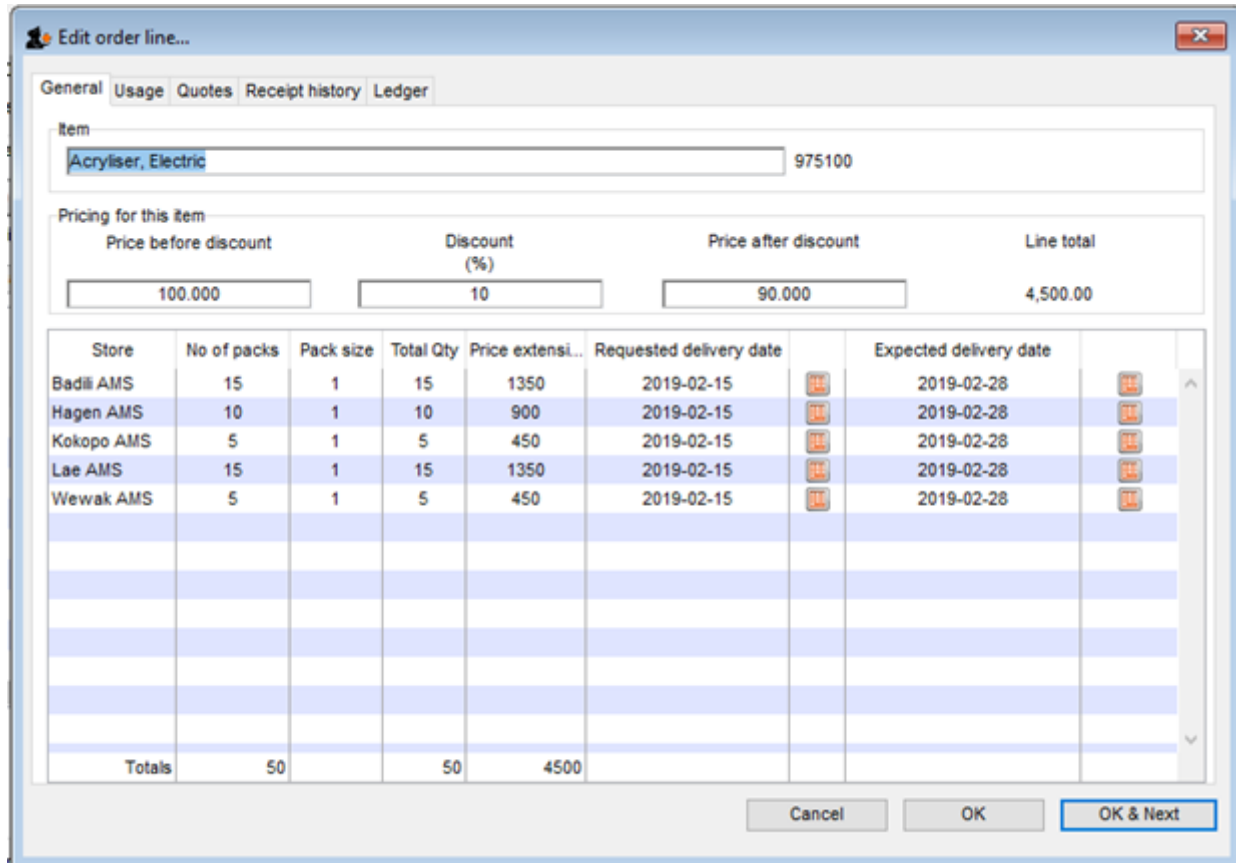 Edit order line...
General Usage Quotes Receipt history Ledger
Item
Acryliser, Electric 975100
Pricing for this item
Price before discount Discount Price after discount Line total
(%)
100.000 10 90.000 4,500.00
Store No of packs Pack size Total Qty Price extensi... Requested delivery date Expected delivery date
Badili AMS 15 1 15 1350 2019-02-15 2019-02-28
Hagen AMS 10 1 10 900 2019-02-15 2019-02-28
Kokopo AMS 5 1 5 450 2019-02-15 2019-02-28
Lae AMS 15 1 15 1350 2019-02-15 2019-02-28
Wewak AMS 5 1 5 450 2019-02-15 2019-02-28
Totals 50 50 4500
Cancel OK OK & Next